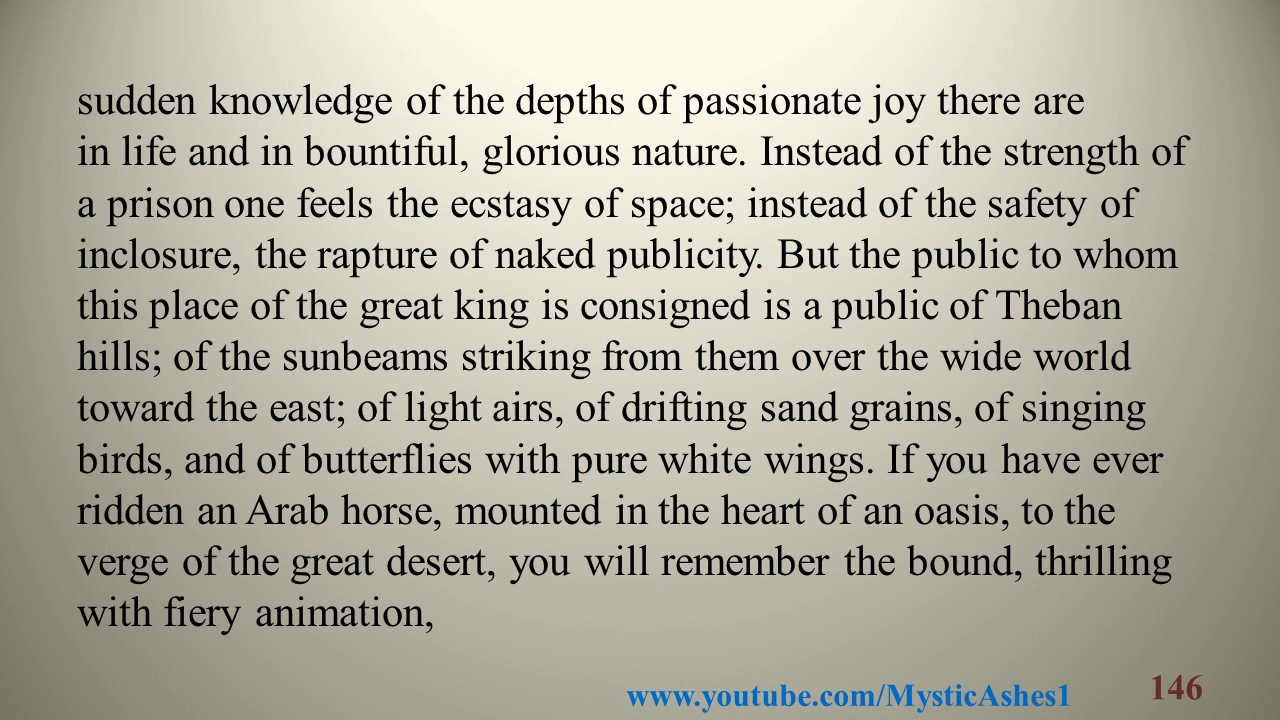 sudden knowledge of the depths of passionate joy there are
in life and in bountiful, glorious nature. Instead of the strength of
a prison one feels the ecstasy of space; instead of the safety of
inclosure, the rapture of naked publicity. But the public to whom
this place of the great king is consigned is a public of Theban
hills; of the sunbeams striking from them over the wide world
toward the east; of light airs, of drifting sand grains, of singing
birds, and of butterflies with pure white wings. If you have ever
ridden an Arab horse, mounted in the heart of an oasis, to the
verge of the great desert, you will remember the bound, thrilling
with fiery animation,
www.youtube.com/MysticAshes1
146